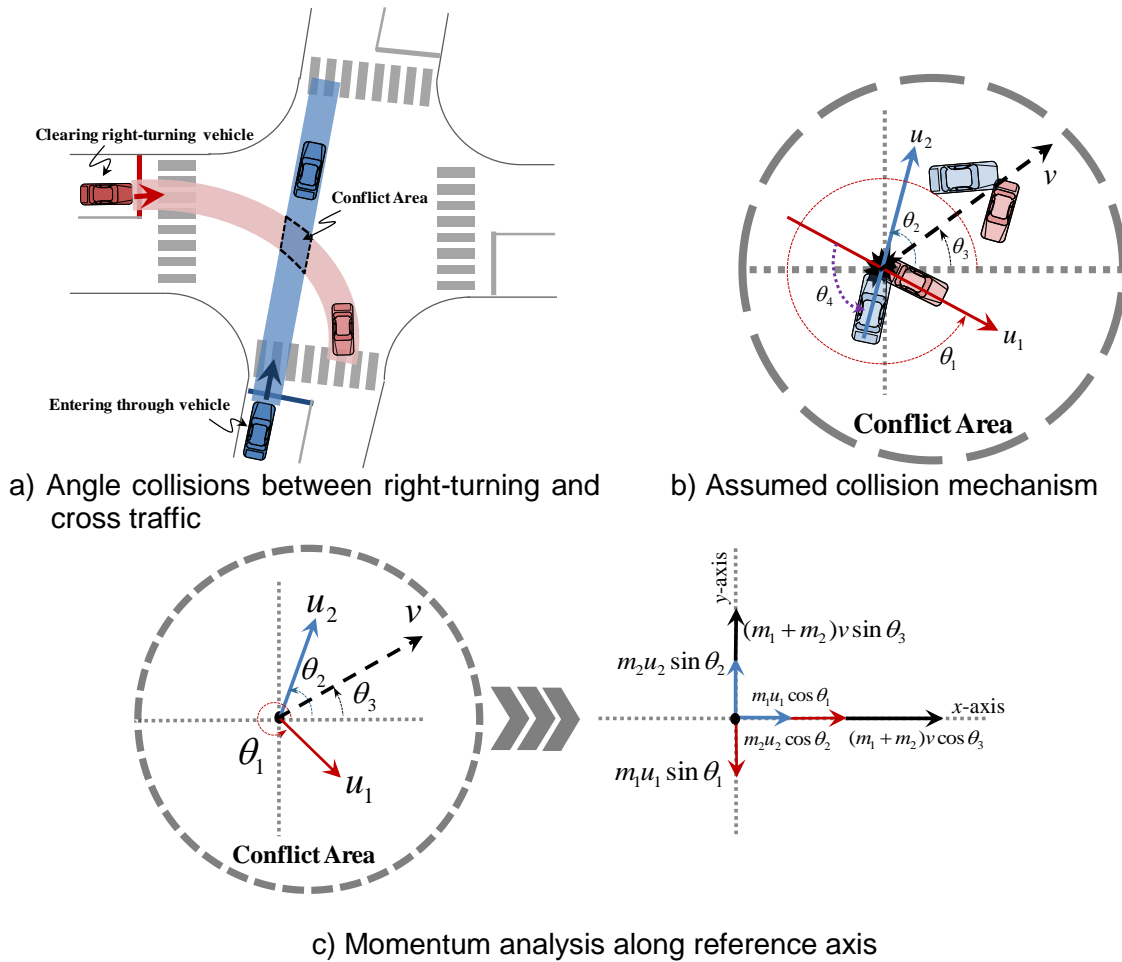 Clearing right-turning vehicle
Conflict Area
Entering through vehicle
u₂
v
θ₂
θ₃
θ₄
u₁
θ₁
Conflict Area
a) Angle collisions between right-turning and
cross traffic
b) Assumed collision mechanism
u₂
v
θ₂
θ₃
θ₁
u₁
Conflict Area
y-axis
(m₁ + m₂)v sin θ₃
m₂u₂ sin θ₂
m₁u₁ cos θ₁
x-axis
m₂u₂ cos θ₂
(m₁ + m₂)v cos θ₃
m₁u₁ sin θ₁
c) Momentum analysis along reference axis